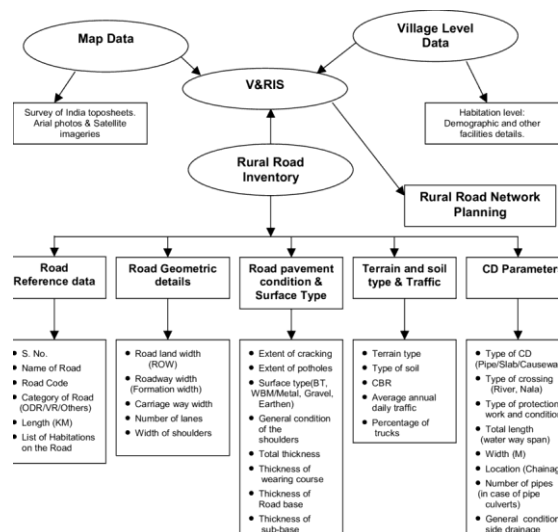 Map Data
Village Level
Data
V&RIS
Survey of India toposheets.
Arial photos & Satellite
imageries
Habitation level:
Demographic and other
facilities details.
Rural Road
Inventory
Rural Road Network
Planning
Road
Reference data
Road Geometric
details
Road pavement
condition &
Surface Type
Terrain and soil
type & Traffic
CD Parameter
• S. No.
• Name of Road
• Road Code
• Category of Road
(ODR/VR/Others)
• Length (KM)
• List of Habitations
on the Road
• Road land width
(ROW)
• Roadway width
(Formation width)
• Carriage way width
• Number of lanes
• Width of shoulders
• Extent of cracking
• Extent of potholes
• Surface type(BT,
WBM/Metal, Gravel,
Earthen)
• General condition
of the
shoulders
• Total thickness
• Thickness of
wearing course
• Thickness of
Road base
• Thickness of
sub-base
• Terrain type
• Type of soil
• CBR
• Average annual
daily traffic
• Percentage of
trucks
• Type of CD
(Pipe/Slab/Causewa
• Type of crossing
(River, Nala)
• Type of protection
work and condition
• Total length
(water way span)
• Width (M)
• Location (Chainag
• Number of pipes
(in case of pipe
culverts)
• General condition
side drainage